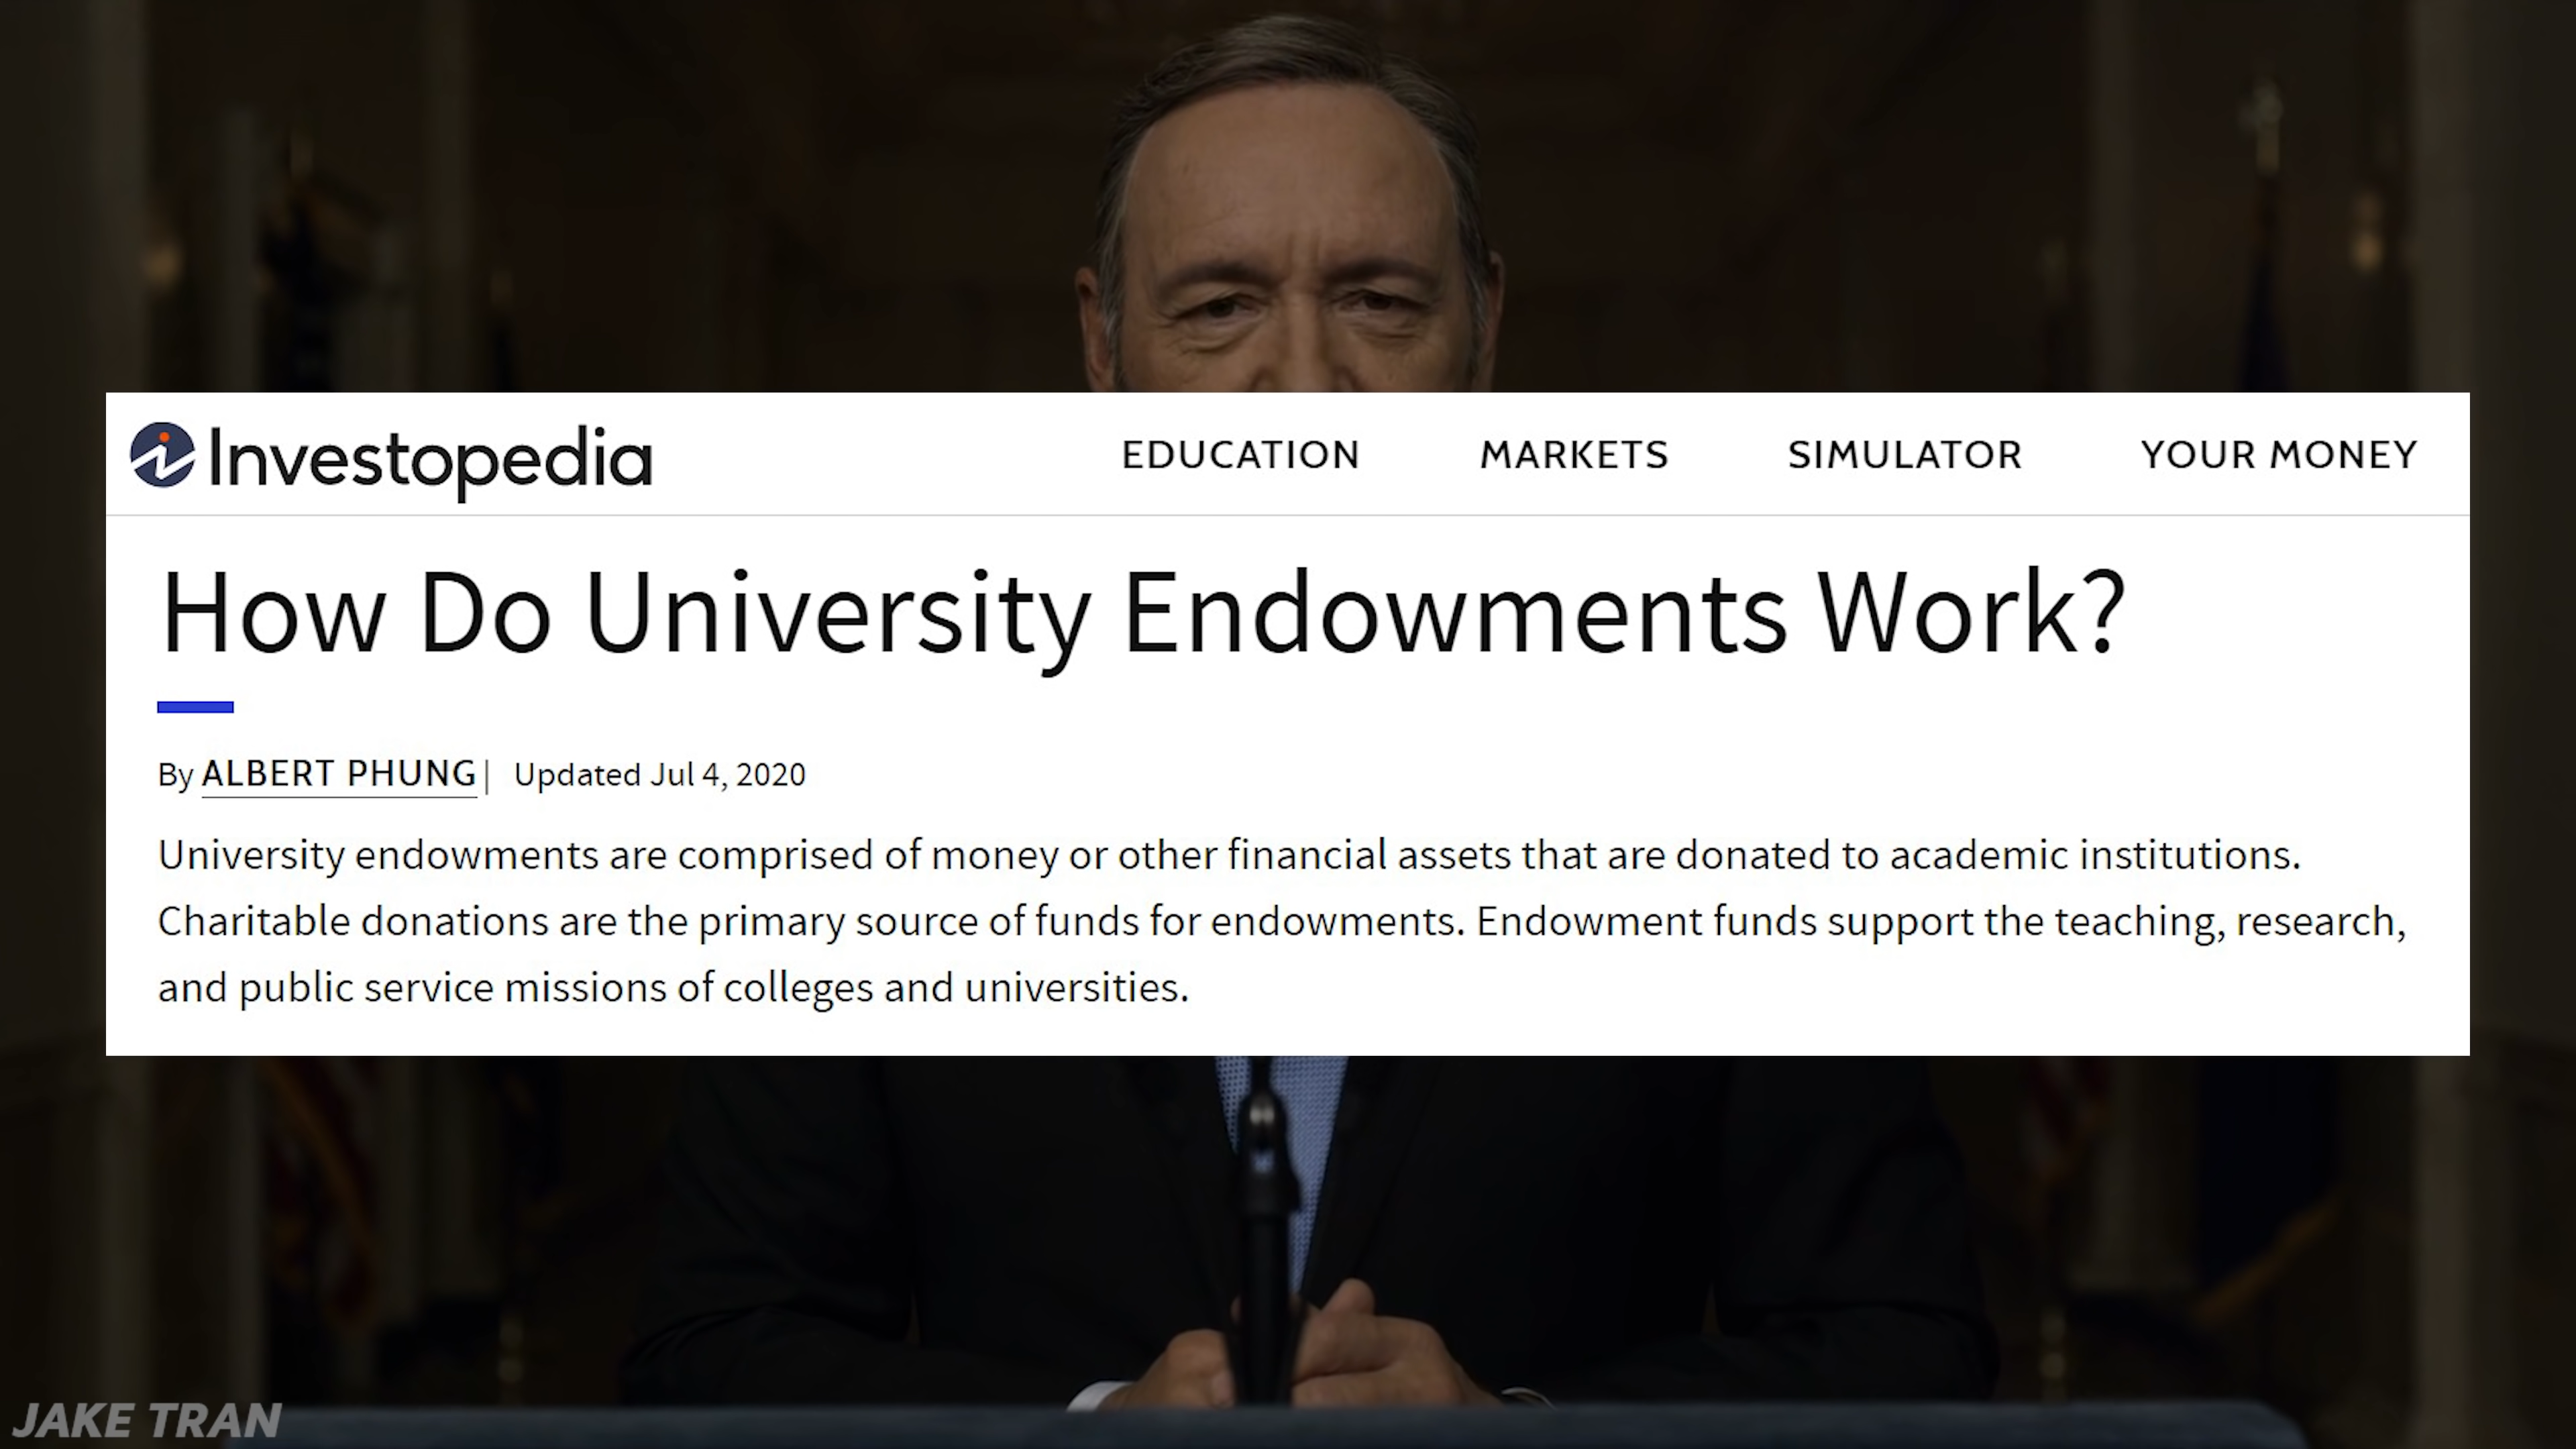 Investopedia EDUCATION MARKETS SIMULATOR YOUR MONEY
How Do University Endowments Work?
By ALBERT PHUNG | Updated Jul 4, 2020
University endowments are comprised of money or other financial assets that are donated to academic institutions.
Charitable donations are the primary source of funds for endowments. Endowment funds support the teaching, research,
and public service missions of colleges and universities.
JAKE TRAN